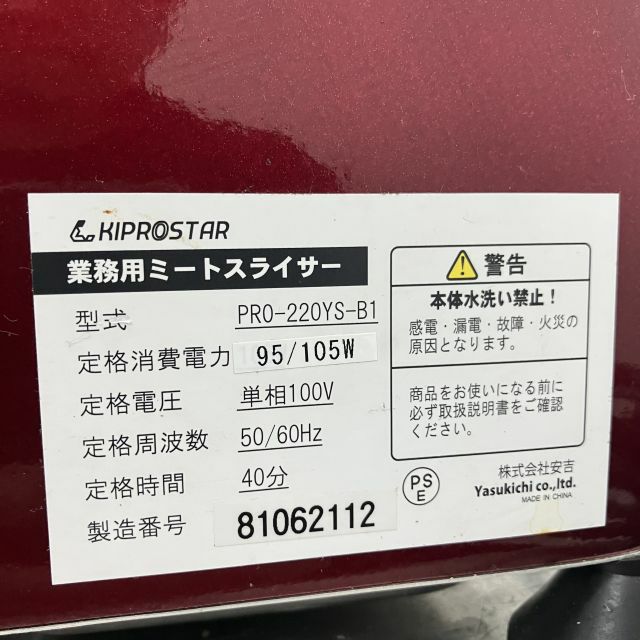 KIPROSTAR
業務用ミートスライサー
型式 PRO-220YS-B1
定格消費電力 95/105W
定格電圧 単相100V
定格周波数 50/60Hz
定格時間 40分
製造番号 81062112
警告
本体水洗い禁止！
感電・漏電・故障・火災の
原因となります。
商品をお使いになる前に
必ず取扱説明書をご確認
ください。
PS
E
株式会社安吉
Yasukichi co.,ltd.
MADE IN CHINA